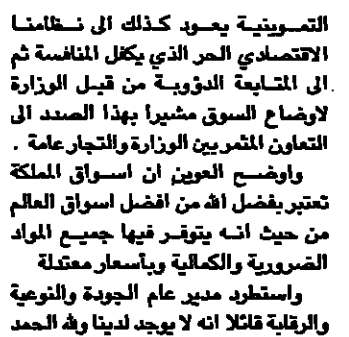 التموينية يعود كذلك الى نظامنا
الاقتصادي الحر الذي يكفل المنافسة ثم
الى المتابعة الدؤوبة من قبل الوزارة
لاوضاع السوق مشيرا بهذا الصدد الى
التعاون المثمر بين الوزارة والتجار عامة .
واوضح العوين ان اسواق المملكة
تعتبر بفضل الله من افضل اسواق العالم
من حيث انه يتوفر فيها جميع المواد
الضرورية والكمالية وبأسعار معتدلة
واستطرد مدير عام الجودة والنوعية
والرقابة قائلا انه لا يوجد لدينا ولله الحمد